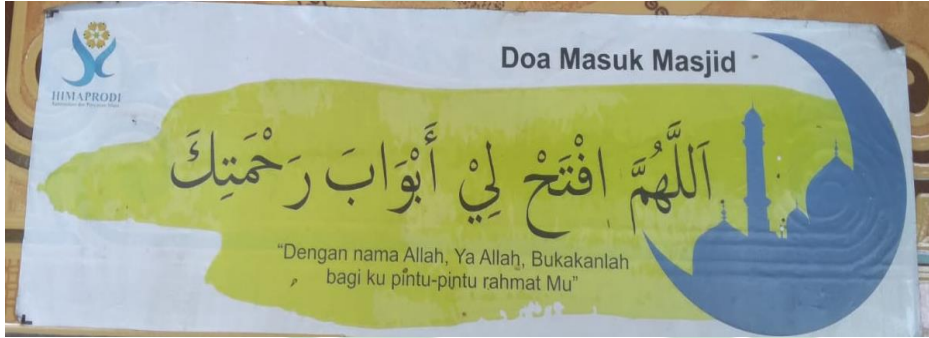 HIMAPRODI
Doa Masuk Masjid
اَللَّهُمَّ افْتَحْ لِيْ أَبْوَابَ رَحْمَتِكَ
“Dengan nama Allah, Ya Allah, Bukakanlah
bagi ku pintu-pintu rahmat Mu”